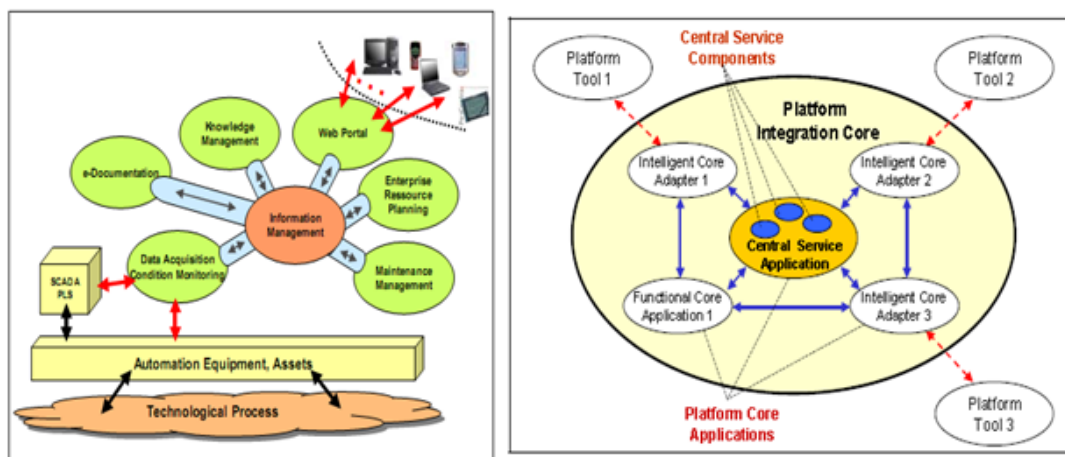 Knowledge
Management
Web Portal
e-Documentation
Enterprise
Ressource
Planning
Information
Management
Data Acquisition
Condition Monitoring
Maintenance
Management
SCADA
PLS
Automation Equipment, Assets
Technological Process
Central Service
Components
Platform
Tool 1
Platform
Tool 2
Platform
Integration Core
Intelligent Core
Adapter 1
Intelligent Core
Adapter 2
Central Service
Application
Functional Core
Application 1
Intelligent Core
Adapter 3
Platform Core
Applications
Platform
Tool 3